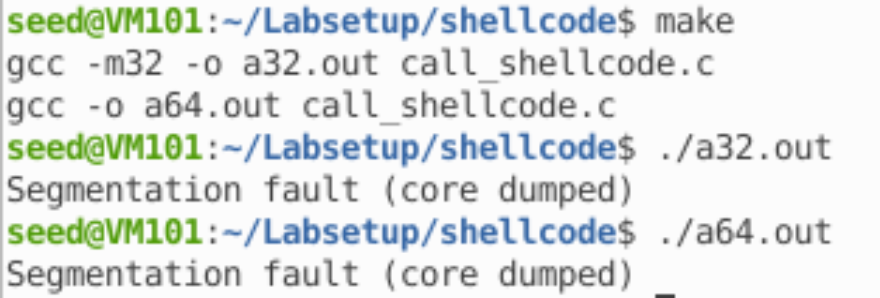 seed@VM101:~/Labsetup/shellcode$ make
gcc -m32 -o a32.out call_shellcode.c
gcc -o a64.out call_shellcode.c
seed@VM101:~/Labsetup/shellcode$ ./a32.out
Segmentation fault (core dumped)
seed@VM101:~/Labsetup/shellcode$ ./a64.out
Segmentation fault (core dumped)